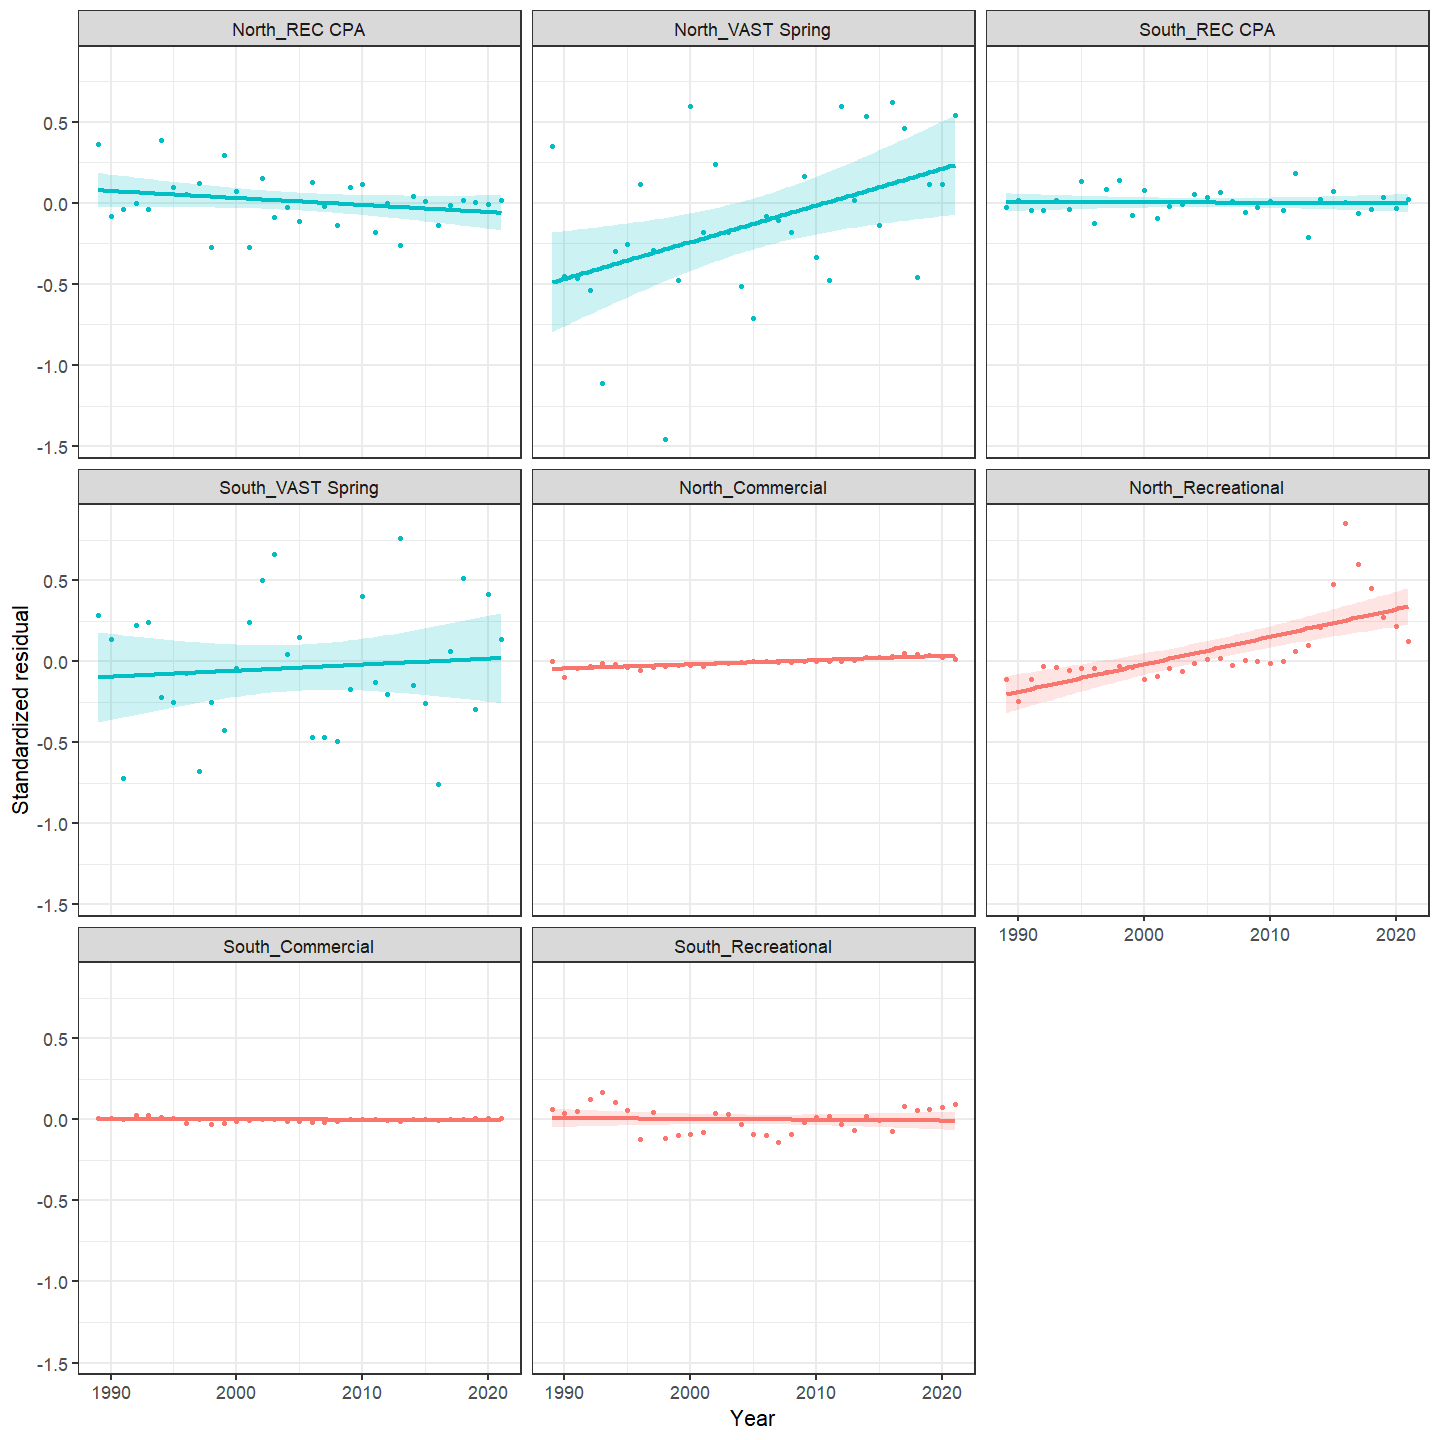 North_REC CPA
North_VAST Spring
South_REC CPA
0.5
0.0
-0.5
-1.0
-1.5
South_VAST Spring
North_Commercial
North_Recreational
0.5
0.0
-0.5
-1.0
-1.5
1990 2000 2010 2020
Standardized residual
South_Commercial
South_Recreational
0.5
0.0
-0.5
-1.0
-1.5
1990 2000 2010 2020
1990 2000 2010 2020
Year